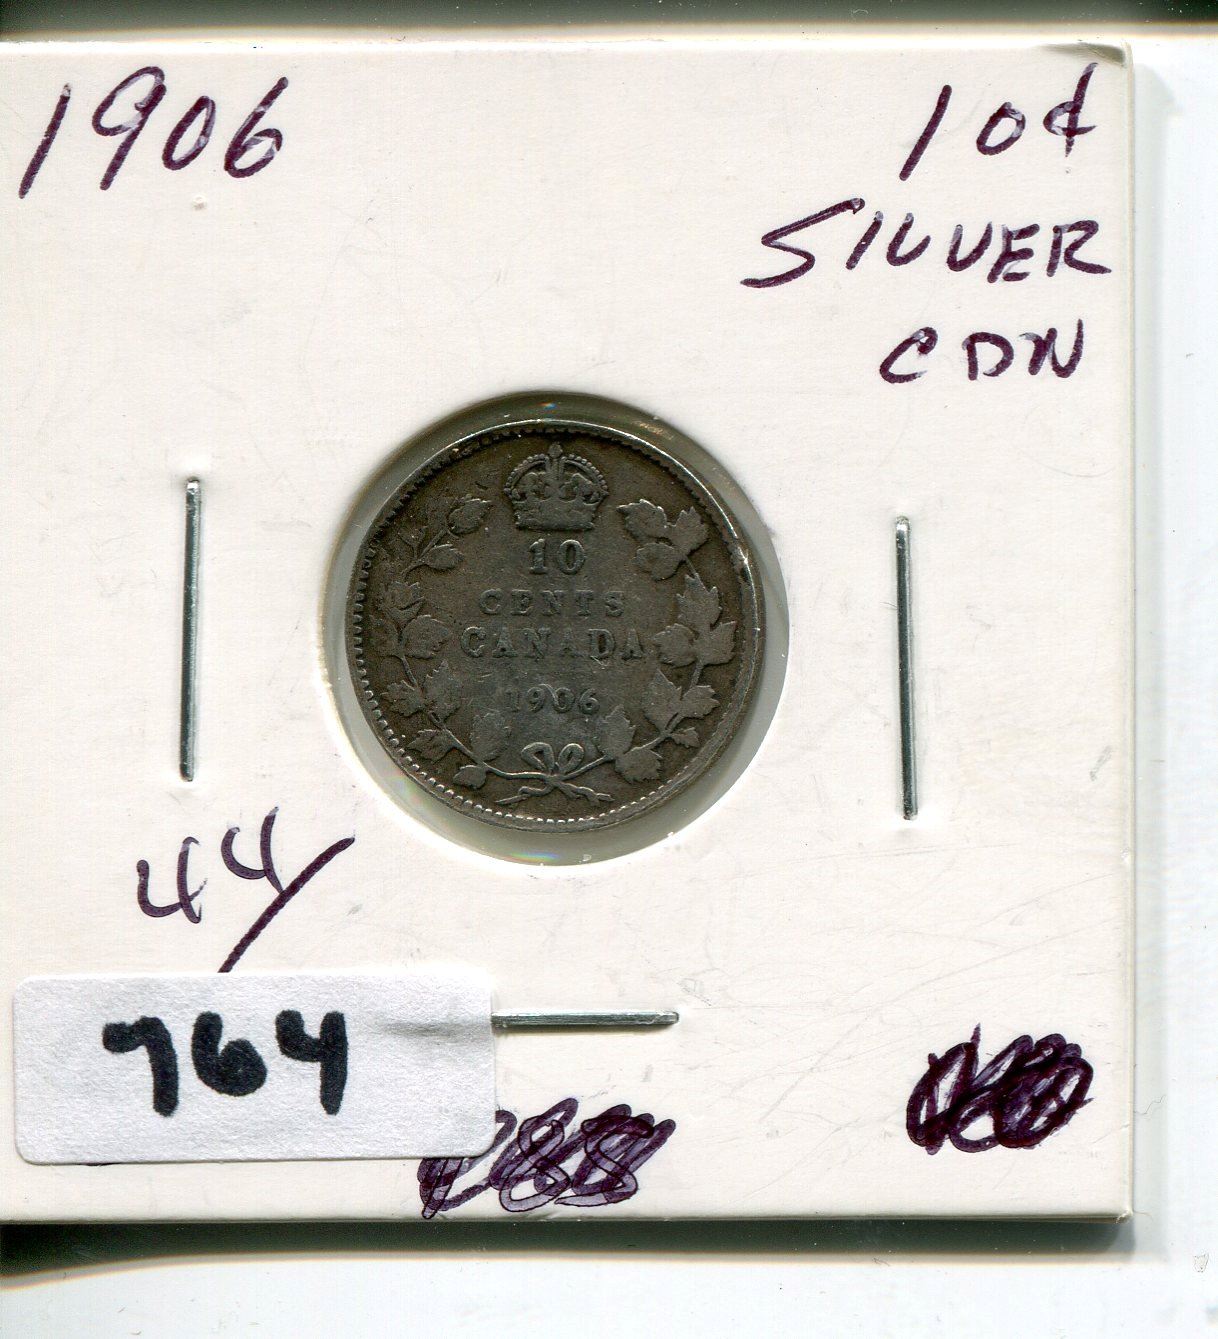 1906
10¢
SILVER
CDN
10
CENTS
CANADA
1906
44/
764